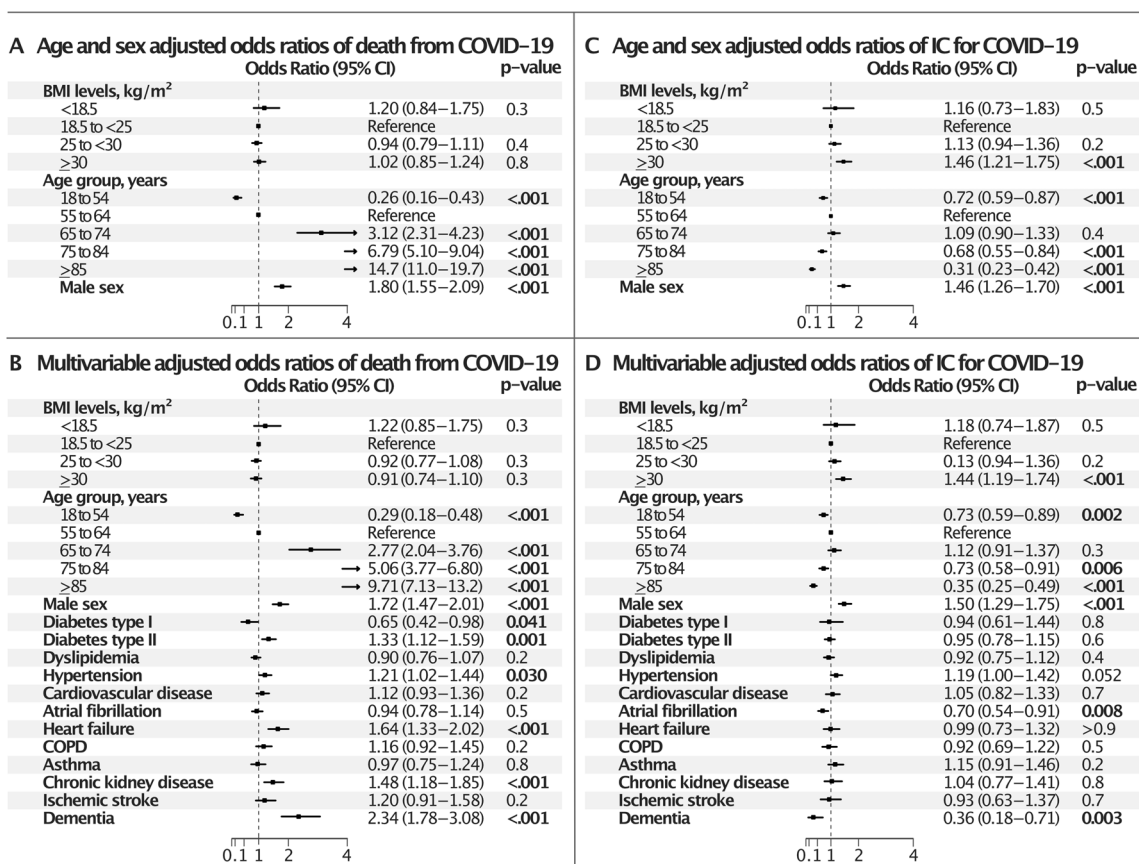 A Age and sex adjusted odds ratios of death from COVID−19
Odds Ratio (95% CI) p−value
BMI levels, kg/m²
<18.5 1.20 (0.84−1.75) 0.3
18.5 to <25 Reference
25 to <30 0.94 (0.79−1.11) 0.4
≥30 1.02 (0.85−1.24) 0.8
Age group, years
18 to 54 0.26 (0.16−0.43) <.001
55 to 64 Reference
65 to 74 3.12 (2.31−4.23) <.001
75 to 84 6.79 (5.10−9.04) <.001
≥85 14.7 (11.0−19.7) <.001
Male sex 1.80 (1.55−2.09) <.001
0.1 1 2 4
B Multivariable adjusted odds ratios of death from COVID−19
Odds Ratio (95% CI) p−value
BMI levels, kg/m²
<18.5 1.22 (0.85−1.75) 0.3
18.5 to <25 Reference
25 to <30 0.92 (0.77−1.08) 0.3
≥30 0.91 (0.74−1.10) 0.3
Age group, years
18 to 54 0.29 (0.18−0.48) <.001
55 to 64 Reference
65 to 74 2.77 (2.04−3.76) <.001
75 to 84 5.06 (3.77−6.80) <.001
≥85 9.71 (7.13−13.2) <.001
Male sex 1.72 (1.47−2.01) <.001
Diabetes type I 0.65 (0.42−0.98) 0.041
Diabetes type II 1.33 (1.12−1.59) 0.001
Dyslipidemia 0.90 (0.76−1.07) 0.2
Hypertension 1.21 (1.02−1.44) 0.030
Cardiovascular disease 1.12 (0.93−1.36) 0.2
Atrial fibrillation 0.94 (0.78−1.14) 0.5
Heart failure 1.64 (1.33−2.02) <.001
COPD 1.16 (0.92−1.45) 0.2
Asthma 0.97 (0.75−1.24) 0.8
Chronic kidney disease 1.48 (1.18−1.85) <.001
Ischemic stroke 1.20 (0.91−1.58) 0.2
Dementia 2.34 (1.78−3.08) <.001
0.1 1 2 4
C Age and sex adjusted odds ratios of IC for COVID−19
Odds Ratio (95% CI) p−value
BMI levels, kg/m²
<18.5 1.16 (0.73−1.83) 0.5
18.5 to <25 Reference
25 to <30 1.13 (0.94−1.36) 0.2
≥30 1.46 (1.21−1.75) <.001
Age group, years
18 to 54 0.72 (0.59−0.87) <.001
55 to 64 Reference
65 to 74 1.09 (0.90−1.33) 0.4
75 to 84 0.68 (0.55−0.84) <.001
≥85 0.31 (0.23−0.42) <.001
Male sex 1.46 (1.26−1.70) <.001
0.1 1 2 4
D Multivariable adjusted odds ratios of IC for COVID−19
Odds Ratio (95% CI) p−value
BMI levels, kg/m²
<18.5 1.18 (0.74−1.87) 0.5
18.5 to <25 Reference
25 to <30 0.13 (0.94−1.36) 0.2
≥30 1.44 (1.19−1.74) <.001
Age group, years
18 to 54 0.73 (0.59−0.89) 0.002
55 to 64 Reference
65 to 74 1.12 (0.91−1.37) 0.3
75 to 84 0.73 (0.58−0.91) 0.006
≥85 0.35 (0.25−0.49) <.001
Male sex 1.50 (1.29−1.75) <.001
Diabetes type I 0.94 (0.61−1.44) 0.8
Diabetes type II 0.95 (0.78−1.15) 0.6
Dyslipidemia 0.92 (0.75−1.12) 0.4
Hypertension 1.19 (1.00−1.42) 0.052
Cardiovascular disease 1.05 (0.82−1.33) 0.7
Atrial fibrillation 0.70 (0.54−0.91) 0.008
Heart failure 0.99 (0.73−1.32) >0.9
COPD 0.92 (0.69−1.22) 0.5
Asthma 1.15 (0.91−1.46) 0.2
Chronic kidney disease 1.04 (0.77−1.41) 0.8
Ischemic stroke 0.93 (0.63−1.37) 0.7
Dementia 0.36 (0.18−0.71) 0.003
0.1 1 2 4